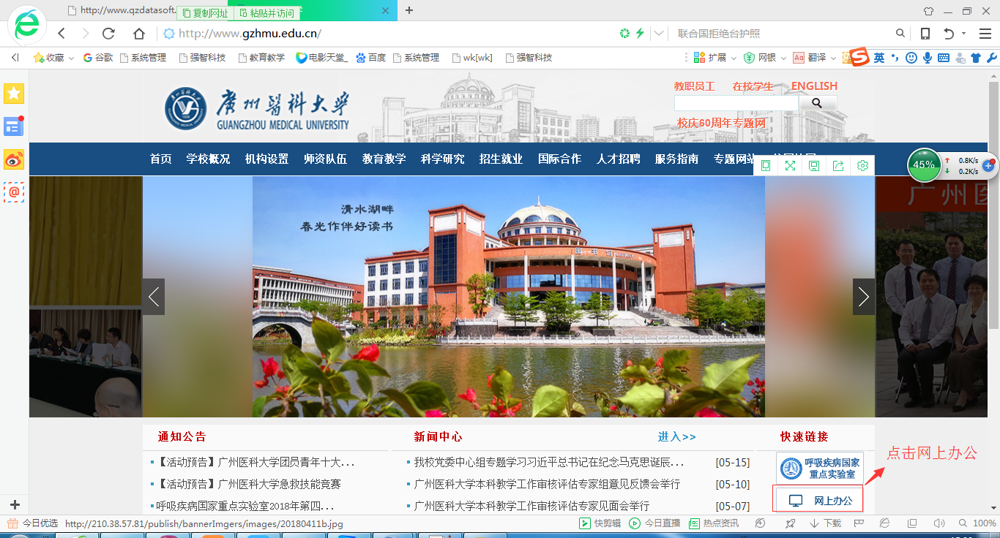 http://www.qzdatasoft.
复制网址
粘贴并访问
http://www.gzhmu.edu.cn/
联合国拒绝台护照
收藏
谷歌
系统管理
强智科技
教育教学
电影天堂_
百度
系统管理
wk[wk]
强智科技
扩展
网银
翻译
英
廣州醫科大学
GUANGZHOU MEDICAL UNIVERSITY
教职员工
在校学生
ENGLISH
校庆60周年专题网
首页
学校概况
机构设置
师资队伍
教育教学
科学研究
招生就业
国际合作
人才招聘
服务指南
专题网站
45%
0.8K/s
0.2K/s
清水湖畔
春光作伴好读书
广州医
通知公告
新闻中心
进入>>
快速链接
【活动预告】广州医科大学团员青年十大...
我校党委中心组专题学习习近平总书记在纪念马克思诞辰...
[05-15]
呼吸疾病国家
重点实验室
点击网上办公
【活动预告】广州医科大学急救技能竞赛
广州医科大学本科教学工作审核评估专家组意见反馈会举行
[05-10]
网上办公
呼吸疾病国家重点实验室2018年第四...
广州医科大学本科教学工作审核评估专家见面会举行
[05-07]
今日优选
http://210.38.57.81/publish/bannerImgers/images/20180411b.jpg
快剪辑
今日直播
热点资讯
下载
100%